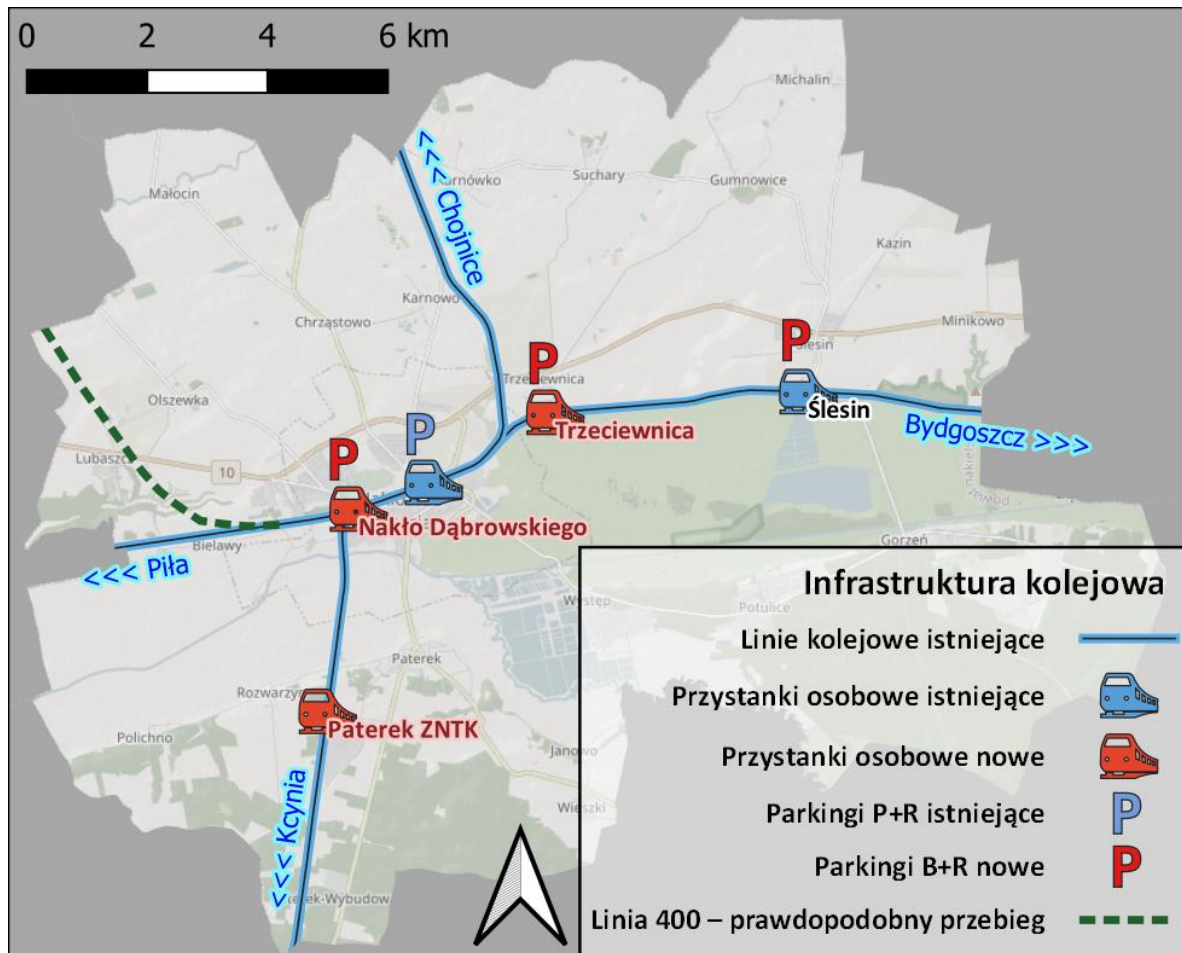 0 2 4 6 km
Michalin
<<< Chojnice
Karnówko
Suchary
Gumnowice
Małocin
Kazin
Karnowo
Chrząstowo
Minikowo
P
Ślesin
P
Trzeciewnica
Olszewka
Ślesin
Trzeciewnica
Bydgoszcz >>>
P
Lubaszcz
P
10
Nakło Dąbrowskiego
Bielawy
Gorzeń
<<< Piła
Występ
Potulice
Paterek
Rozwarzyn
Paterek ZNTK
Polichno
Janowo
Wieszki
<<< Kcynia
Infrastruktura kolejowa
Linie kolejowe istniejące
Przystanki osobowe istniejące
Przystanki osobowe nowe
Parkingi P+R istniejące P
Parkingi B+R nowe P
Linia 400 – prawdopodobny przebieg